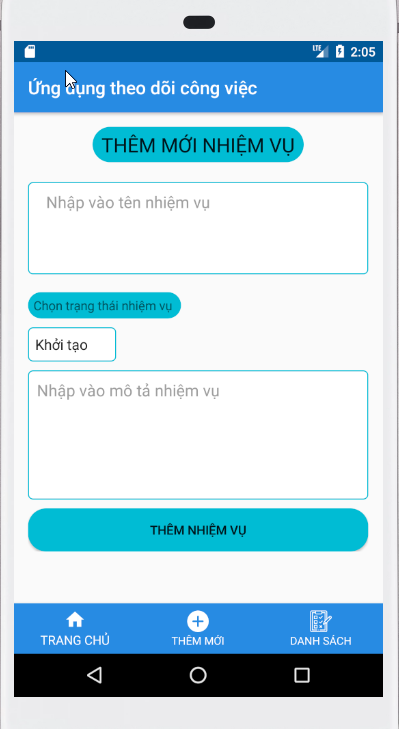 LTE 2:05
Ứng dụng theo dõi công việc
THÊM MỚI NHIỆM VỤ
Nhập vào tên nhiệm vụ
Chọn trạng thái nhiệm vụ
Khởi tạo
Nhập vào mô tả nhiệm vụ
THÊM NHIỆM VỤ
TRANG CHỦ THÊM MỚI DANH SÁCH